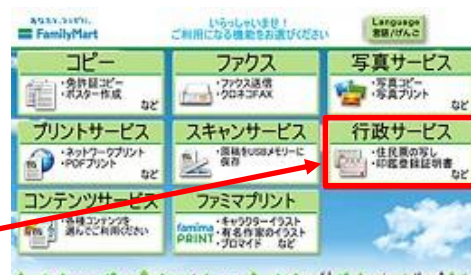 あなたと、コンビに、
FamilyMart
いらっしゃいませ！
ご利用になる機能をお選びください
Language
言語/げんご
コピー
・免許証コピー
・ポスター作成
など
ファクス
・ファクス送信
・クロネコFAX
写真サービス
・写真コピー
・写真プリント
など
プリントサービス
・ネットワークプリント
・PDFプリント
など
スキャンサービス
・原稿をUSBメモリーに
保存
行政サービス
・住民票の写し
・印鑑登録証明書
など
コンテンツサービス
・各種コンテンツを
選んでご利用ください
ファミマプリント
famima
PRINT
・キャラクターイラスト
・有名作家のイラスト
・ブロマイド など